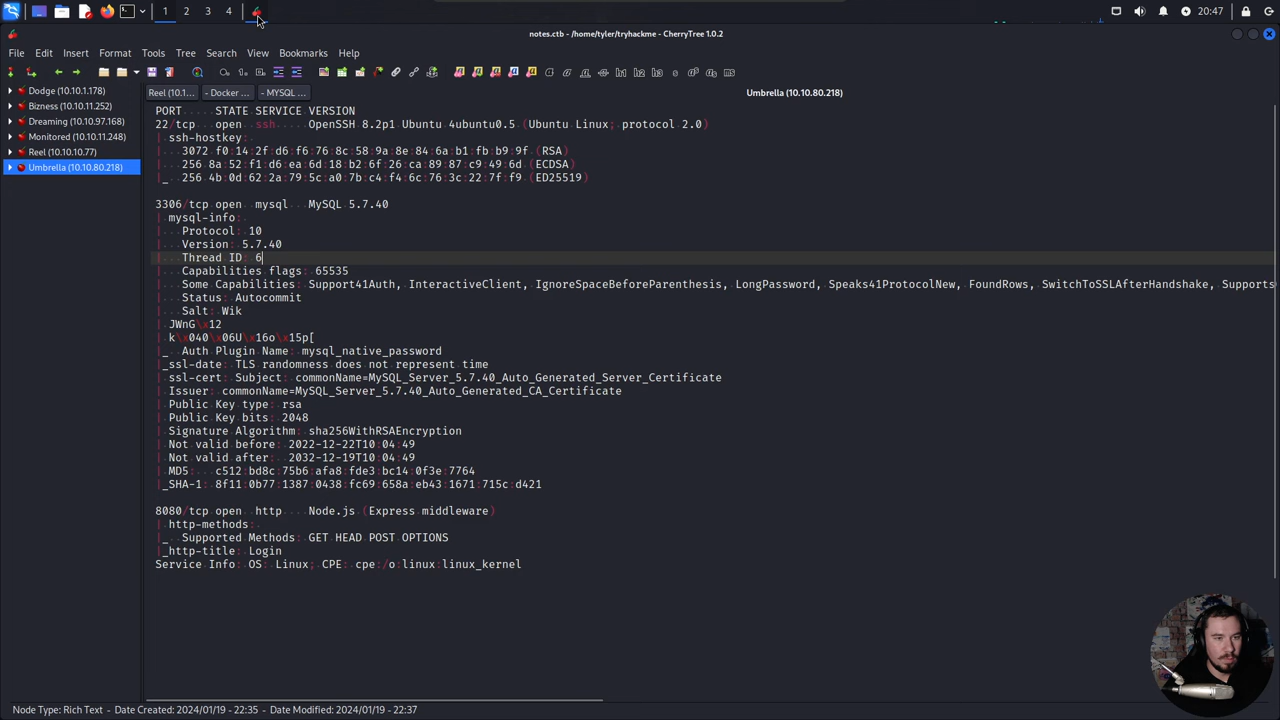 1 2 3 4
20:47
notes.ctb - /home/tyler/tryhackme - CherryTree 1.0.2
File Edit Insert Format Tools Tree Search View Bookmarks Help
Dodge (10.10.1.178)
Bizness (10.10.11.252)
Dreaming (10.10.97.168)
Monitored (10.10.11.248)
Reel (10.10.10.77)
Umbrella (10.10.80.218)
Reel (10.1... - Docker ... - MYSQL ... Umbrella (10.10.80.218)
PORT.....STATE SERVICE VERSION
22/tcp..open..ssh.....OpenSSH 8.2p1 Ubuntu 4ubuntu0.5 (Ubuntu Linux; protocol 2.0)
| ssh-hostkey:
|...3072 f0:14:2f:d6:f6:76:8c:58:9a:8e:84:6a:b1:fb:b9:9f (RSA)
|...256 8a:52:f1:d6:ea:6d:18:b2:6f:26:ca:89:87:c9:49:6d (ECDSA)
|_..256 4b:0d:62:2a:79:5c:a0:7b:c4:f4:6c:76:3c:22:7f:f9 (ED25519)
3306/tcp open..mysql...MySQL 5.7.40
| mysql-info:
|...Protocol: 10
|...Version: 5.7.40
|...Thread ID: 6
|...Capabilities flags: 65535
|...Some Capabilities: Support41Auth, InteractiveClient, IgnoreSpaceBeforeParenthesis, LongPassword, Speaks41ProtocolNew, FoundRows, SwitchToSSLAfterHandshake, Supports
|...Status: Autocommit
|...Salt: Wik
| JWnG\x12
| k\x040\x06U\x16o\x15p[
|_..Auth Plugin Name: mysql_native_password
|_ssl-date: TLS randomness does not represent time
| ssl-cert: Subject: commonName=MySQL_Server_5.7.40_Auto_Generated_Server_Certificate
| Issuer: commonName=MySQL_Server_5.7.40_Auto_Generated_CA_Certificate
| Public Key type: rsa
| Public Key bits: 2048
| Signature Algorithm: sha256WithRSAEncryption
| Not valid before: 2022-12-22T10:04:49
| Not valid after: 2032-12-19T10:04:49
| MD5:...c512:bd8c:75b6:afa8:fde3:bc14:0f3e:7764
|_SHA-1: 8f11:0b77:1387:0438:fc69:658a:eb43:1671:715c:d421
8080/tcp open..http....Node.js (Express middleware)
| http-methods:
|_..Supported Methods: GET HEAD POST OPTIONS
|_http-title: Login
Service Info: OS: Linux; CPE: cpe:/o:linux:linux_kernel
Node Type: Rich Text - Date Created: 2024/01/19 - 22:35 - Date Modified: 2024/01/19 - 22:37